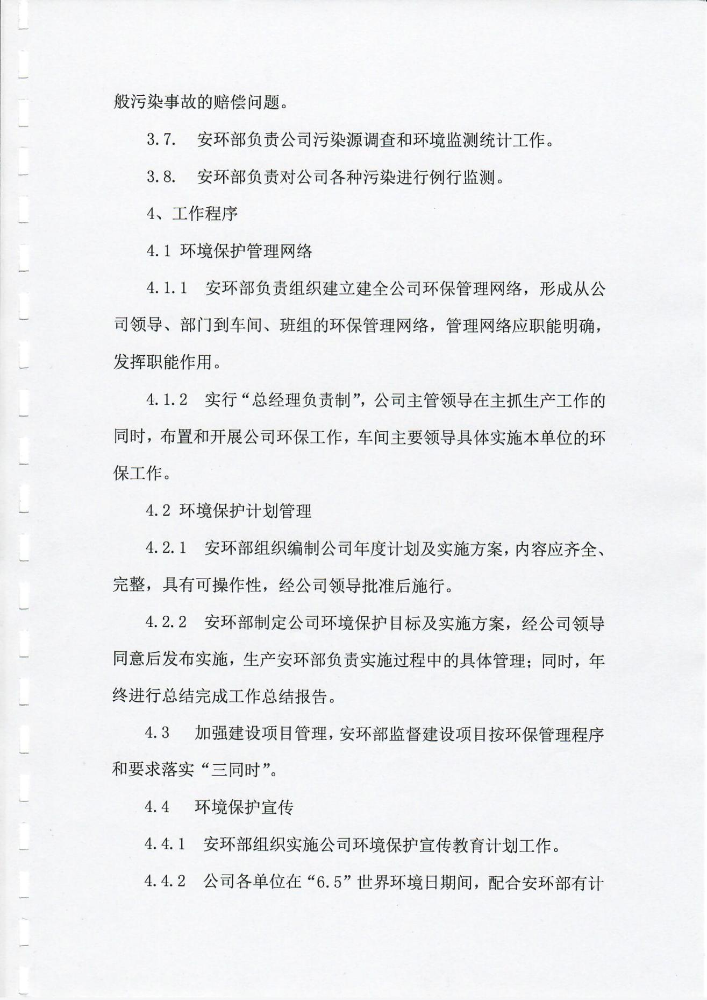 般污染事故的赔偿问题。
3.7. 安环部负责公司污染源调查和环境监测统计工作。
3.8. 安环部负责对公司各种污染进行例行监测。
4、工作程序
4.1 环境保护管理网络
4.1.1 安环部负责组织建立建全公司环保管理网络，形成从公
司领导、部门到车间、班组的环保管理网络，管理网络应职能明确，
发挥职能作用。
4.1.2 实行“总经理负责制”，公司主管领导在主抓生产工作的
同时，布置和开展公司环保工作，车间主要领导具体实施本单位的环
保工作。
4.2 环境保护计划管理
4.2.1 安环部组织编制公司年度计划及实施方案，内容应齐全、
完整，具有可操作性，经公司领导批准后施行。
4.2.2 安环部制定公司环境保护目标及实施方案，经公司领导
同意后发布实施，生产安环部负责实施过程中的具体管理；同时，年
终进行总结完成工作总结报告。
4.3 加强建设项目管理，安环部监督建设项目按环保管理程序
和要求落实“三同时”。
4.4 环境保护宣传
4.4.1 安环部组织实施公司环境保护宣传教育计划工作。
4.4.2 公司各单位在“6.5”世界环境日期间，配合安环部有计